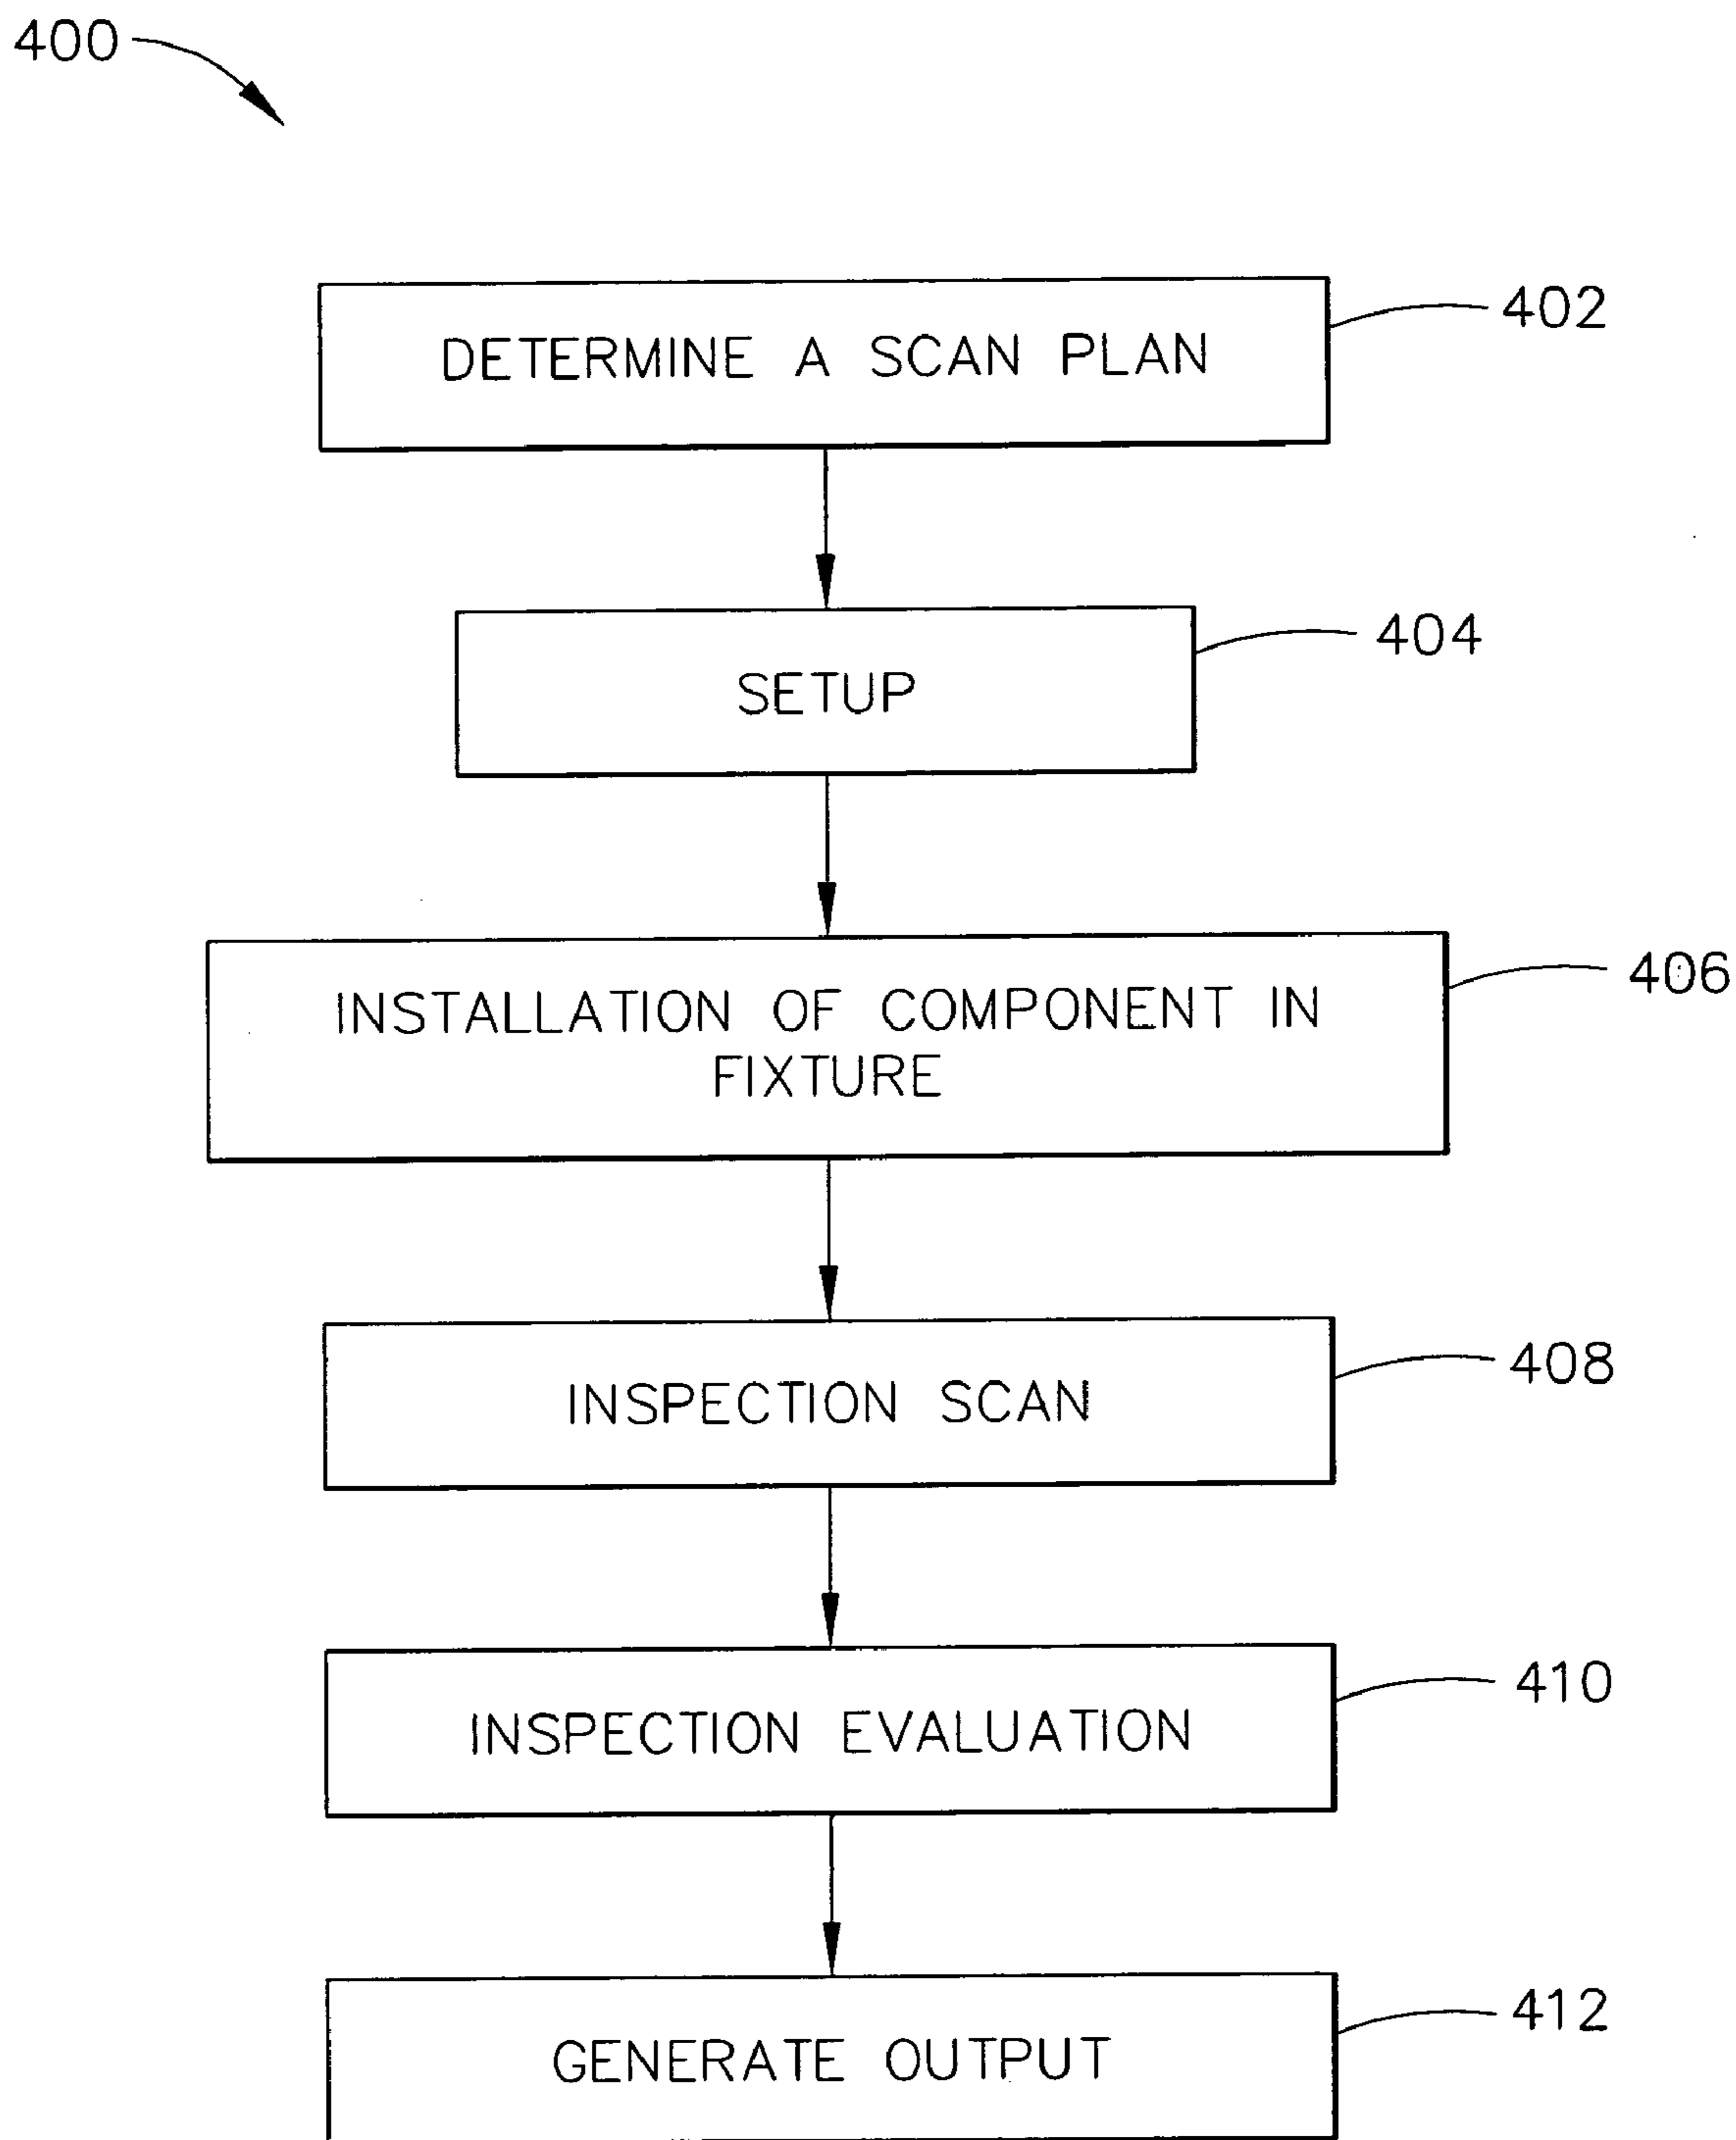 400
DETERMINE A SCAN PLAN
402
SETUP
404
INSTALLATION OF COMPONENT IN
FIXTURE
406
INSPECTION SCAN
408
INSPECTION EVALUATION
410
GENERATE OUTPUT
412